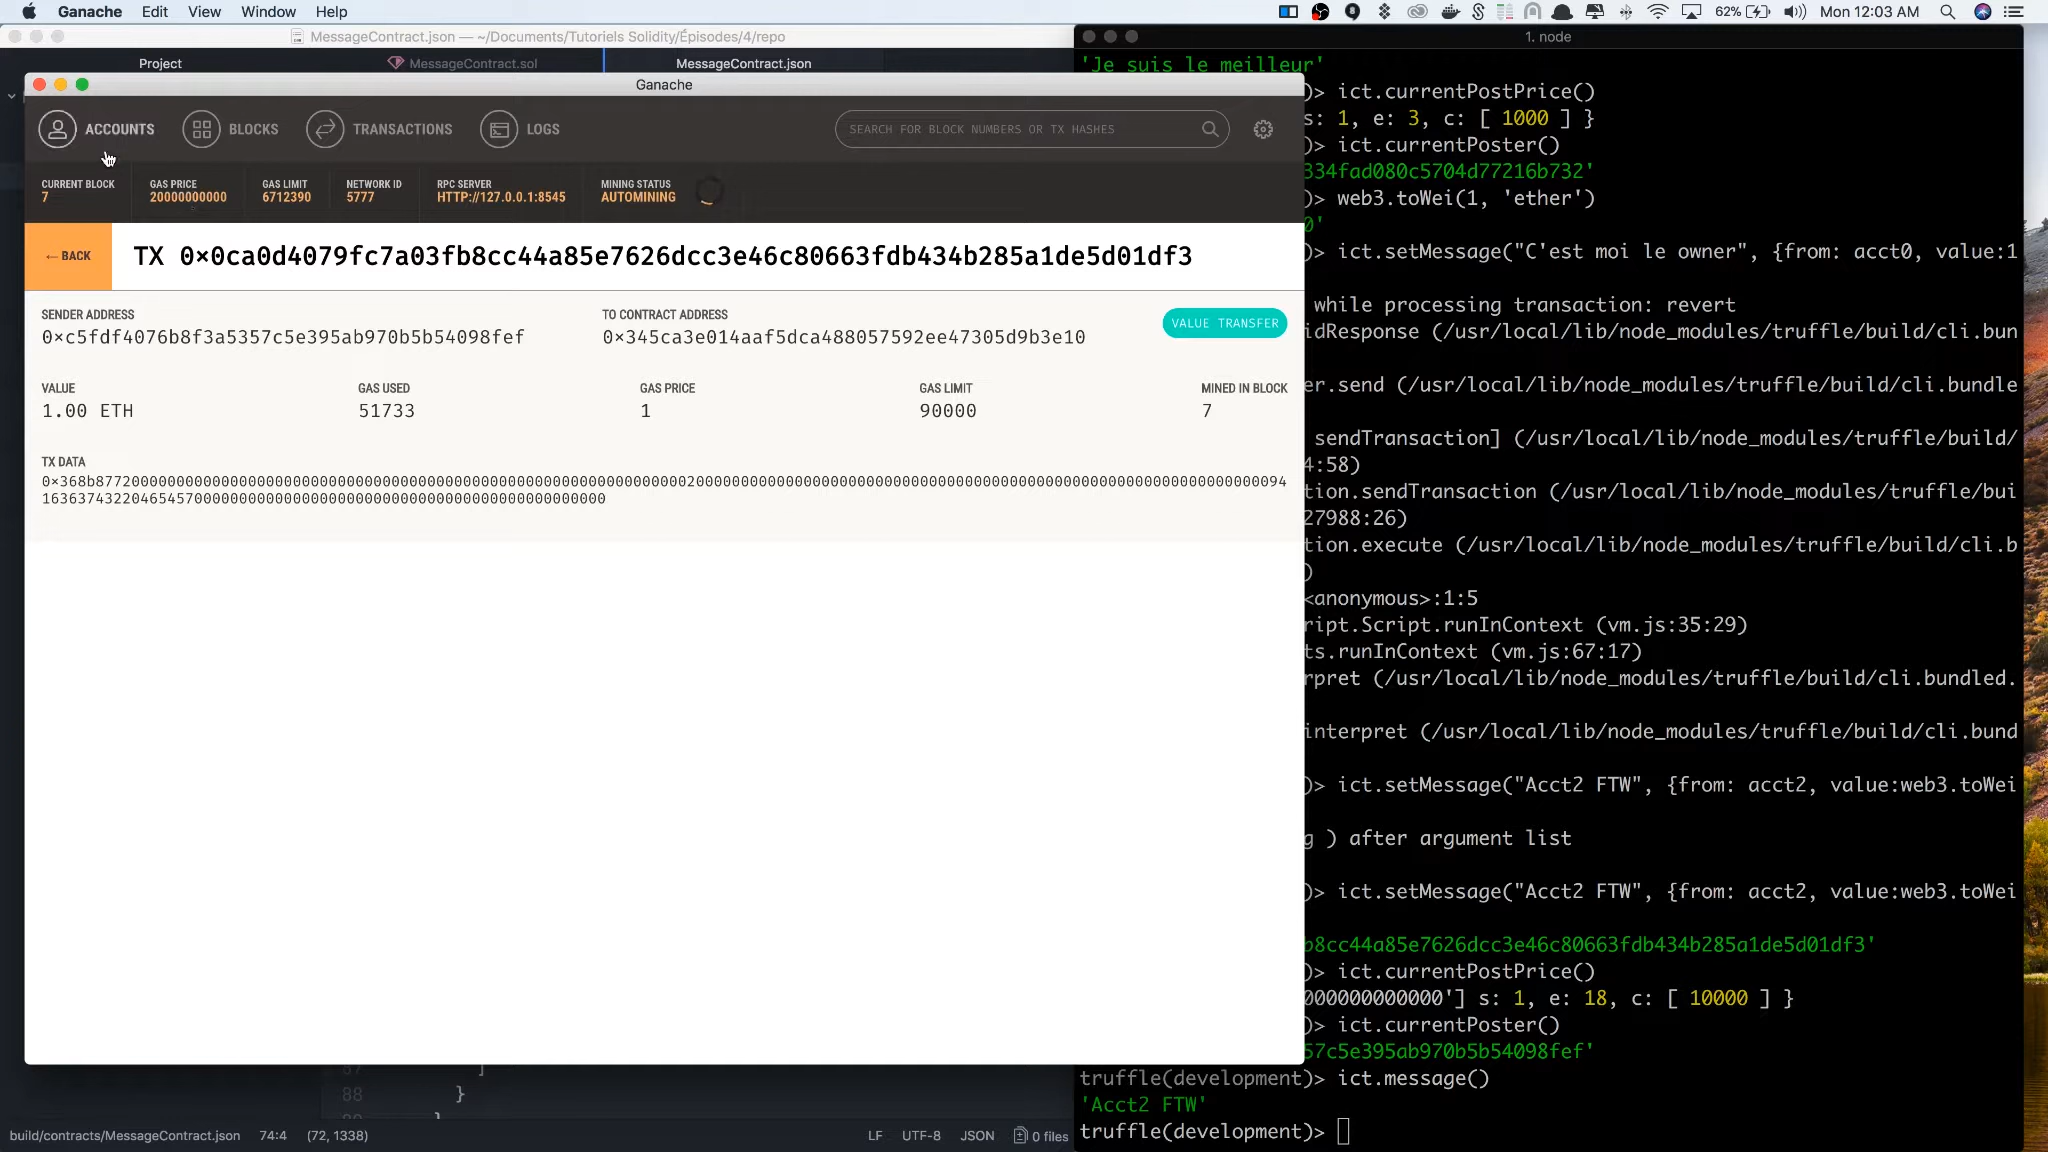 Ganache Edit View Window Help
62% Mon 12:03 AM
MessageContract.json — ~/Documents/Tutoriels Solidity/Épisodes/4/repo
Project MessageContract.sol MessageContract.json
Ganache
ACCOUNTS BLOCKS TRANSACTIONS LOGS
SEARCH FOR BLOCK NUMBERS OR TX HASHES
CURRENT BLOCK GAS PRICE GAS LIMIT NETWORK ID RPC SERVER MINING STATUS
7 20000000000 6712390 5777 HTTP://127.0.0.1:8545 AUTOMINING
← BACK
TX 0×0ca0d4079fc7a03fb8cc44a85e7626dcc3e46c80663fdb434b285a1de5d01df3
SENDER ADDRESS TO CONTRACT ADDRESS
0×c5fdf4076b8f3a5357c5e395ab970b5b54098fef 0×345ca3e014aaf5dca488057592ee47305d9b3e10
VALUE TRANSFER
VALUE GAS USED GAS PRICE GAS LIMIT MINED IN BLOCK
1.00 ETH 51733 1 90000 7
TX DATA
0×368b87720000000000000000000000000000000000000000000000000000000000000020000000000000000000000000000000000000000000000000000000000000000094
16363743220465457000000000000000000000000000000000000000000000
87 ]
88 }
build/contracts/MessageContract.json 74:4 (72, 1338) LF UTF-8 JSON 0 files
1. node
'Je suis le meilleur'
)> ict.currentPostPrice()
s: 1, e: 3, c: [ 1000 ] }
)> ict.currentPoster()
334fad080c5704d77216b732'
)> web3.toWei(1, 'ether')
0'
)> ict.setMessage("C'est moi le owner", {from: acct0, value:1
while processing transaction: revert
idResponse (/usr/local/lib/node_modules/truffle/build/cli.bun
er.send (/usr/local/lib/node_modules/truffle/build/cli.bundle
sendTransaction] (/usr/local/lib/node_modules/truffle/build/
4:58)
tion.sendTransaction (/usr/local/lib/node_modules/truffle/bui
27988:26)
tion.execute (/usr/local/lib/node_modules/truffle/build/cli.b
)
<anonymous>:1:5
ript.Script.runInContext (vm.js:35:29)
ts.runInContext (vm.js:67:17)
rpret (/usr/local/lib/node_modules/truffle/build/cli.bundled.
interpret (/usr/local/lib/node_modules/truffle/build/cli.bund
)> ict.setMessage("Acct2 FTW", {from: acct2, value:web3.toWei
g ) after argument list
)> ict.setMessage("Acct2 FTW", {from: acct2, value:web3.toWei
b8cc44a85e7626dcc3e46c80663fdb434b285a1de5d01df3'
)> ict.currentPostPrice()
000000000000'] s: 1, e: 18, c: [ 10000 ] }
)> ict.currentPoster()
57c5e395ab970b5b54098fef'
truffle(development)> ict.message()
'Acct2 FTW'
truffle(development)>